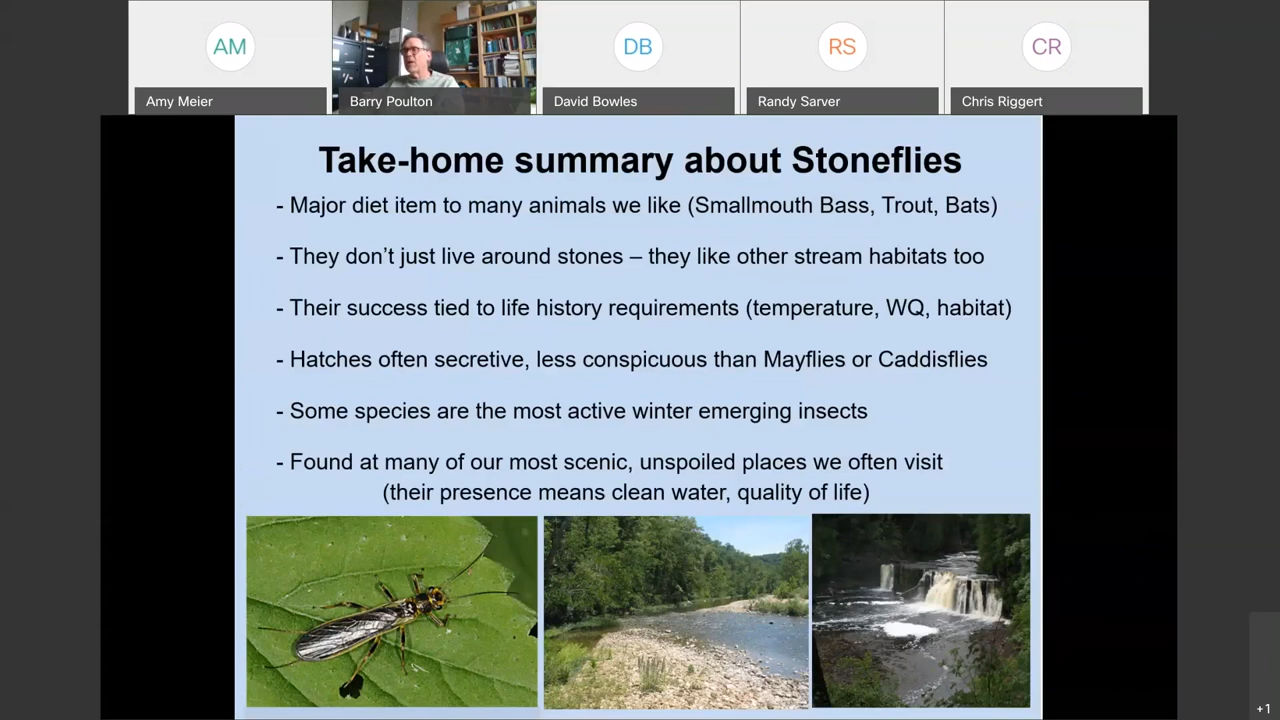 AM
DB
RS
CR
Amy Meier
Barry Poulton
David Bowles
Randy Sarver
Chris Riggert
Take-home summary about Stoneflies
- Major diet item to many animals we like (Smallmouth Bass, Trout, Bats)
- They don’t just live around stones – they like other stream habitats too
- Their success tied to life history requirements (temperature, WQ, habitat)
- Hatches often secretive, less conspicuous than Mayflies or Caddisflies
- Some species are the most active winter emerging insects
- Found at many of our most scenic, unspoiled places we often visit
(their presence means clean water, quality of life)
+1